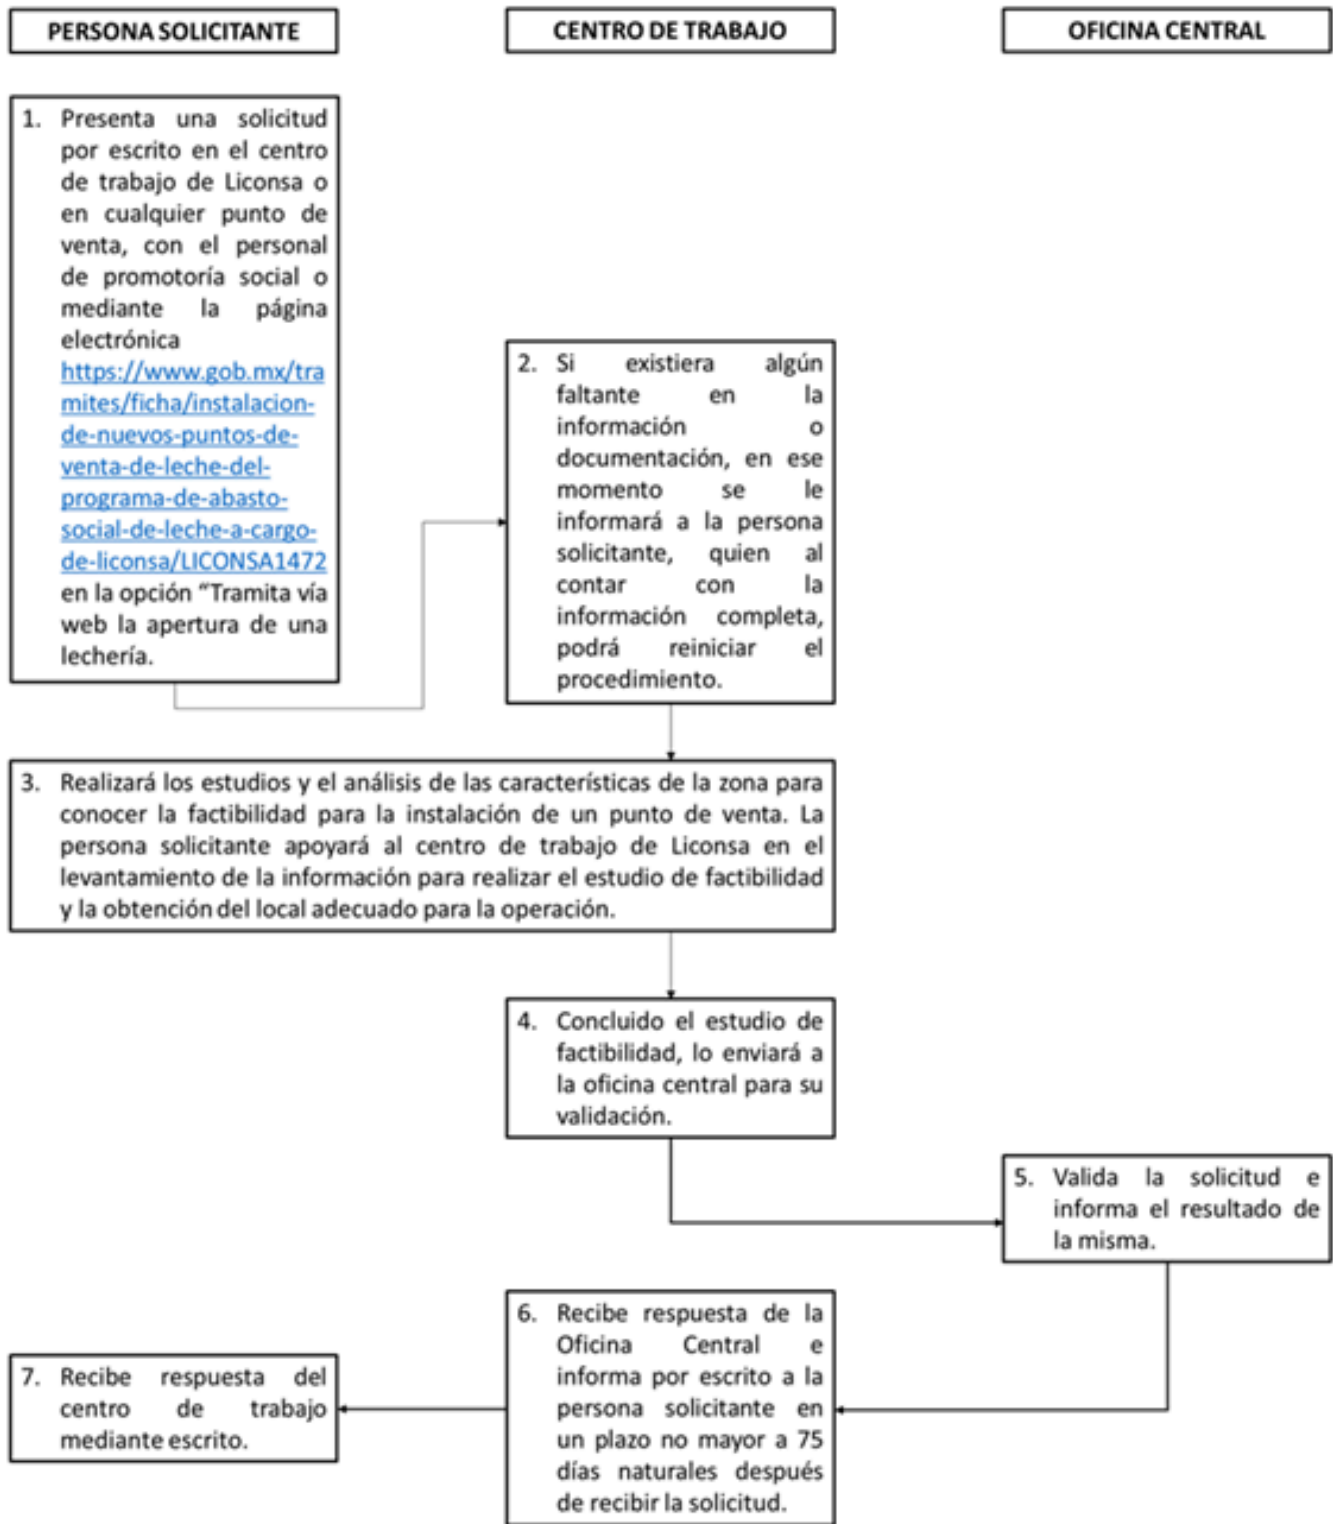 PERSONA SOLICITANTE
CENTRO DE TRABAJO
OFICINA CENTRAL
1. Presenta una solicitud
por escrito en el centro
de trabajo de Liconsa o
en cualquier punto de
venta, con el personal
de promotoría social o
mediante la página
electrónica
https://www.gob.mx/tra
mites/ficha/instalacion-
de-nuevos-puntos-de-
venta-de-leche-del-
programa-de-abasto-
social-de-leche-a-cargo-
de-liconsa/LICONSA1472
en la opción “Tramita vía
web la apertura de una
lechería.
2. Si existiera algún
faltante en la
información o
documentación, en ese
momento se le
informará a la persona
solicitante, quien al
contar con la
información completa,
podrá reiniciar el
procedimiento.
3. Realizará los estudios y el análisis de las características de la zona para
conocer la factibilidad para la instalación de un punto de venta. La
persona solicitante apoyará al centro de trabajo de Liconsa en el
levantamiento de la información para realizar el estudio de factibilidad
y la obtención del local adecuado para la operación.
4. Concluido el estudio de
factibilidad, lo enviará a
la oficina central para su
validación.
5. Valida la solicitud e
informa el resultado de
la misma.
6. Recibe respuesta de la
Oficina Central e
informa por escrito a la
persona solicitante en
un plazo no mayor a 75
días naturales después
de recibir la solicitud.
7. Recibe respuesta del
centro de trabajo
mediante escrito.